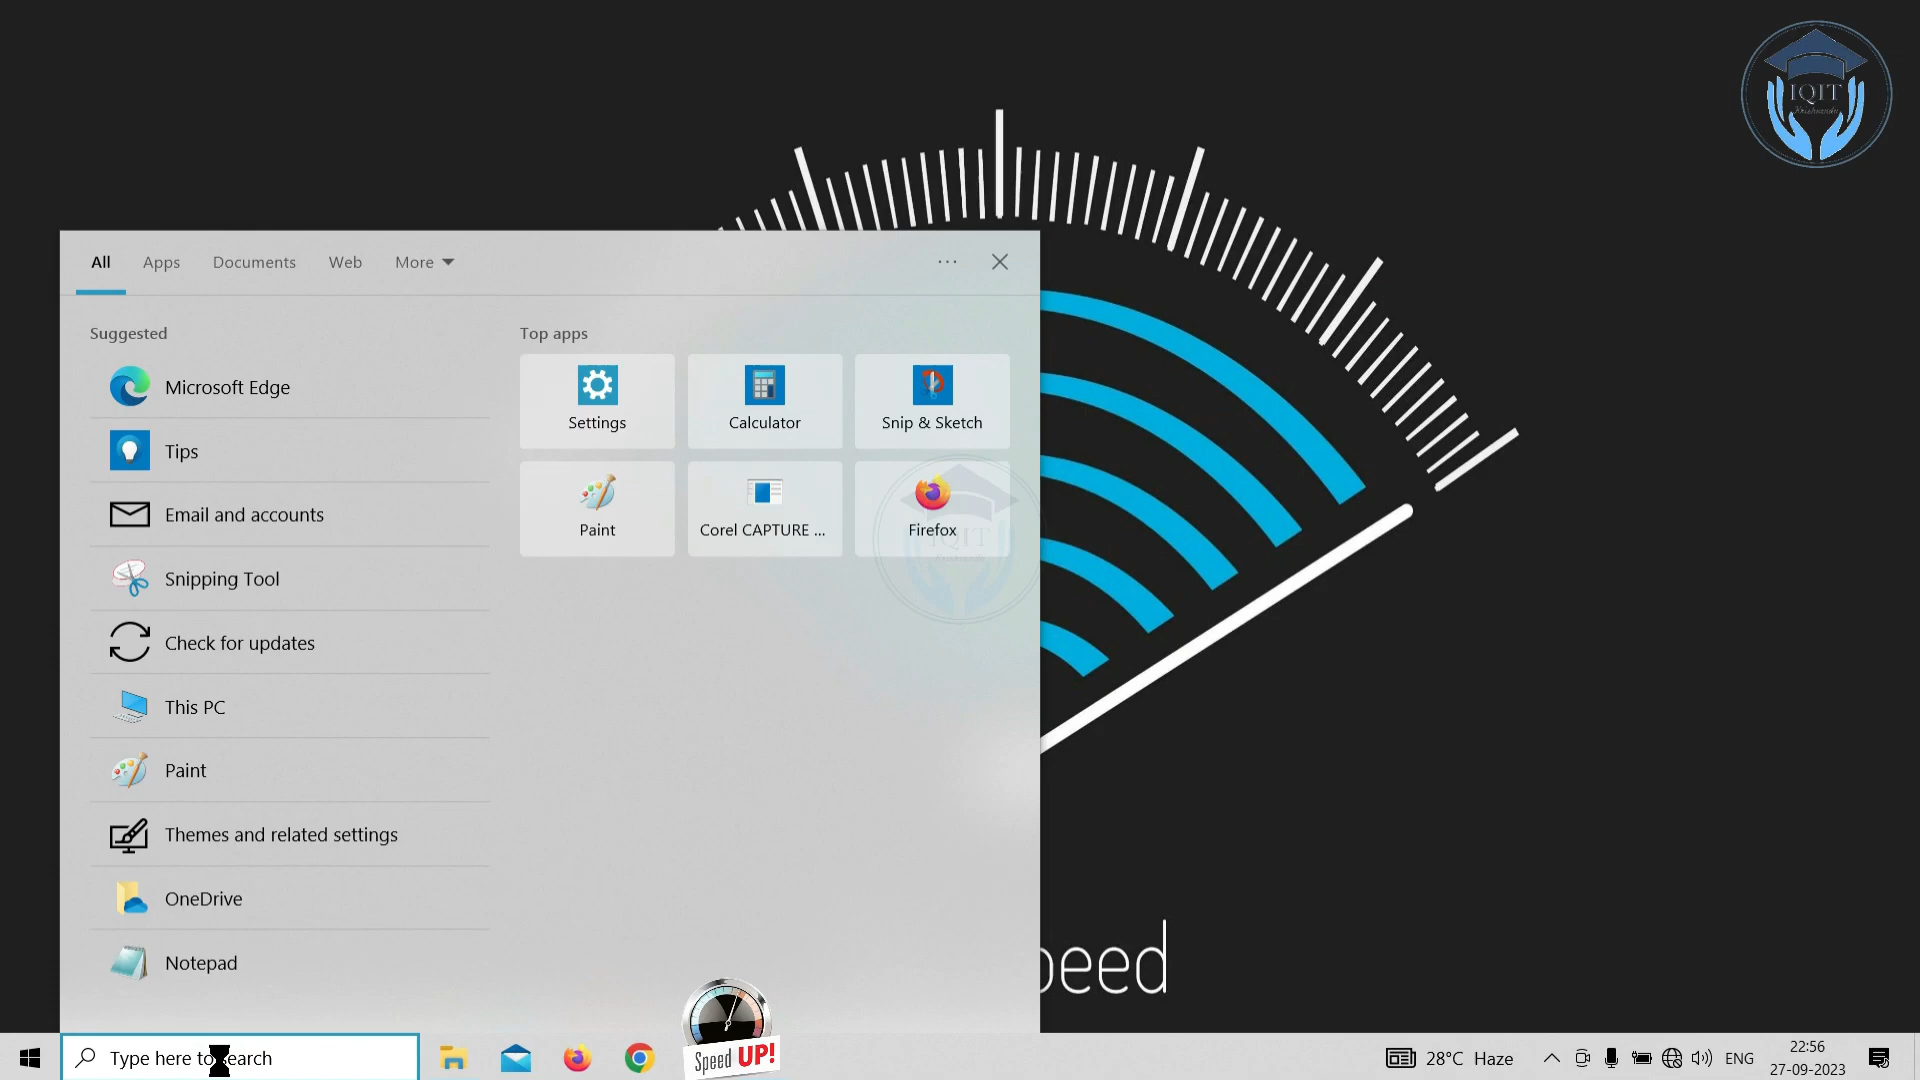 IQIT
All
Apps
Documents
Web
More
Suggested
Top apps
Microsoft Edge
Tips
Email and accounts
Snipping Tool
Check for updates
This PC
Paint
Themes and related settings
OneDrive
Notepad
Settings
Calculator
Snip & Sketch
Paint
Corel CAPTURE ...
Firefox
IQIT
peed
Type here to search
Speed UP!
28°C Haze
ENG
22:56
27-09-2023